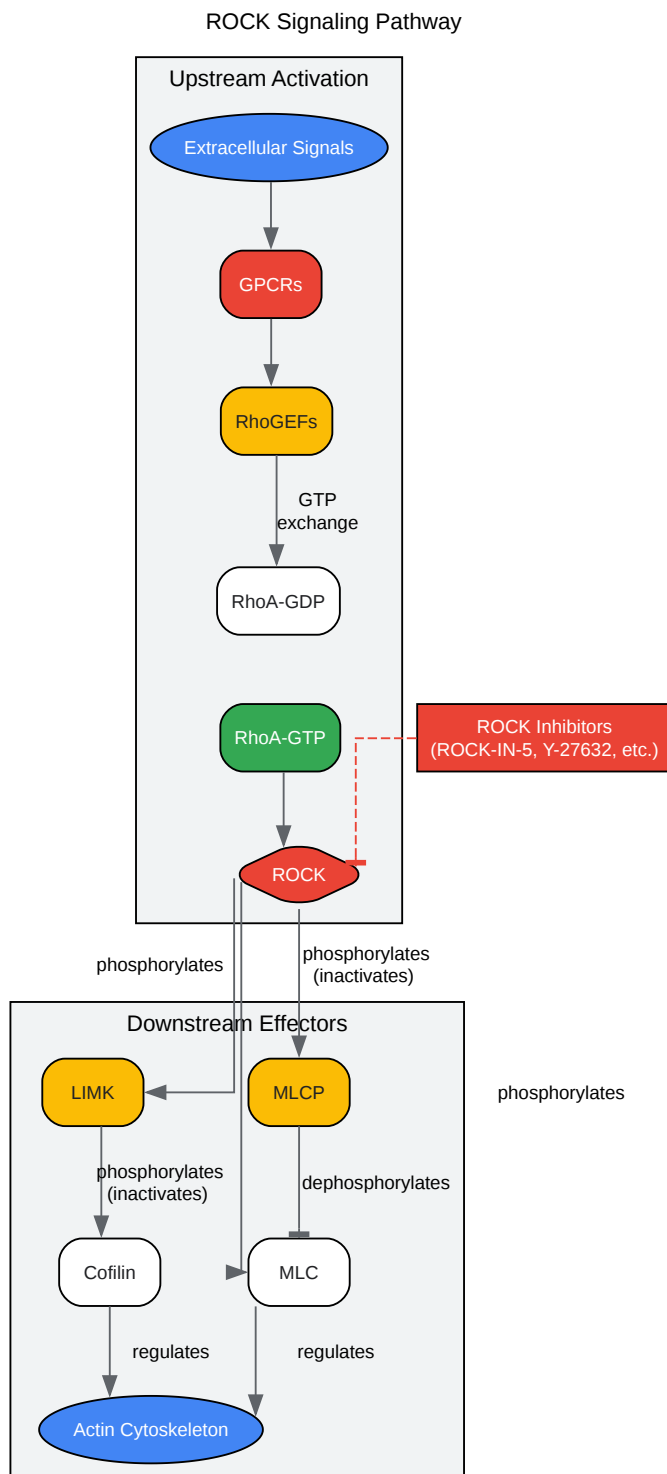 ROCK Signaling Pathway
Upstream Activation
Extracellular Signals
GPCRs
RhoGEFs
GTP
exchange
RhoA-GDP
RhoA-GTP
ROCK Inhibitors
(ROCK-IN-5, Y-27632, etc.)
ROCK
phosphorylates
phosphorylates
(inactivates)
Downstream Effectors
LIMK
MLCP
phosphorylates
phosphorylates
(inactivates)
dephosphorylates
Cofilin
MLC
regulates
regulates
Actin Cytoskeleton